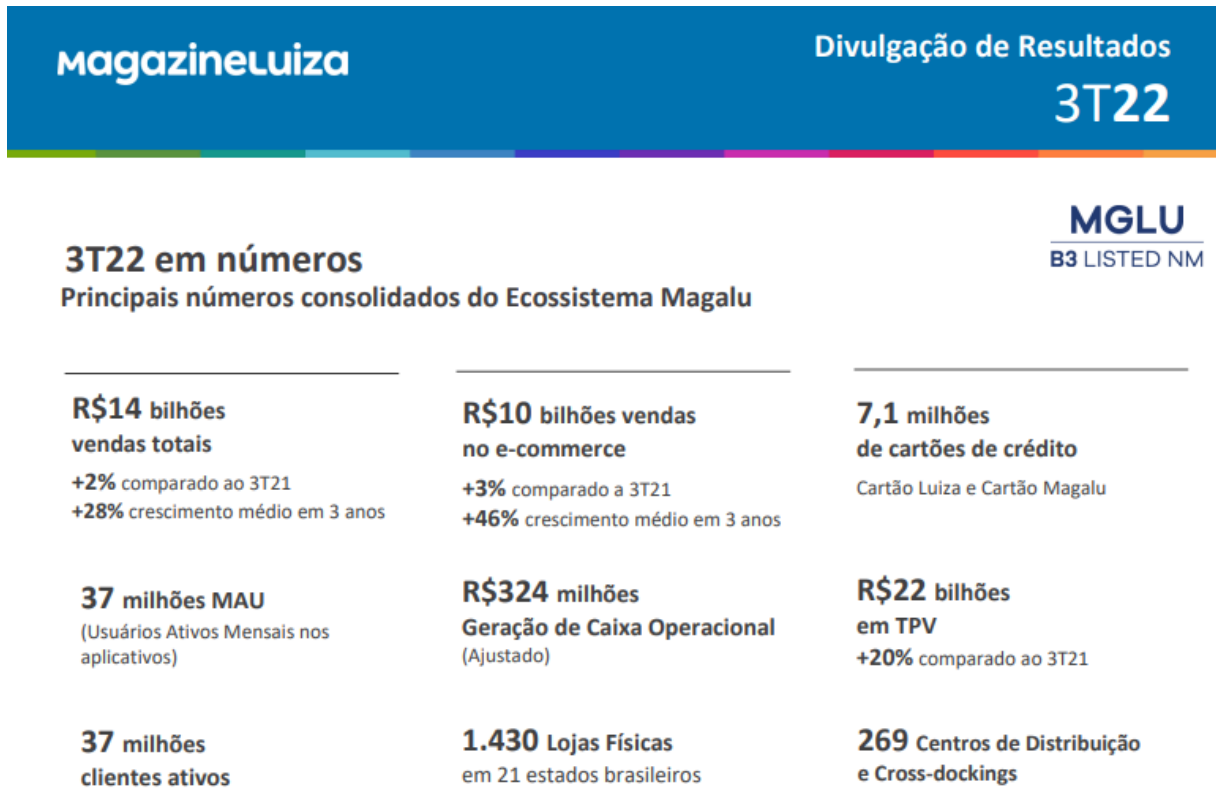 MagazineLuiza
Divulgação de Resultados
3T22
MGLU
B3 LISTED NM
3T22 em números
Principais números consolidados do Ecossistema Magalu
R$14 bilhões
vendas totais
+2% comparado ao 3T21
+28% crescimento médio em 3 anos
R$10 bilhões vendas
no e-commerce
+3% comparado a 3T21
+46% crescimento médio em 3 anos
7,1 milhões
de cartões de crédito
Cartão Luiza e Cartão Magalu
37 milhões MAU
(Usuários Ativos Mensais nos
aplicativos)
R$324 milhões
Geração de Caixa Operacional
(Ajustado)
R$22 bilhões
em TPV
+20% comparado ao 3T21
37 milhões
clientes ativos
1.430 Lojas Físicas
em 21 estados brasileiros
269 Centros de Distribuição
e Cross-dockings